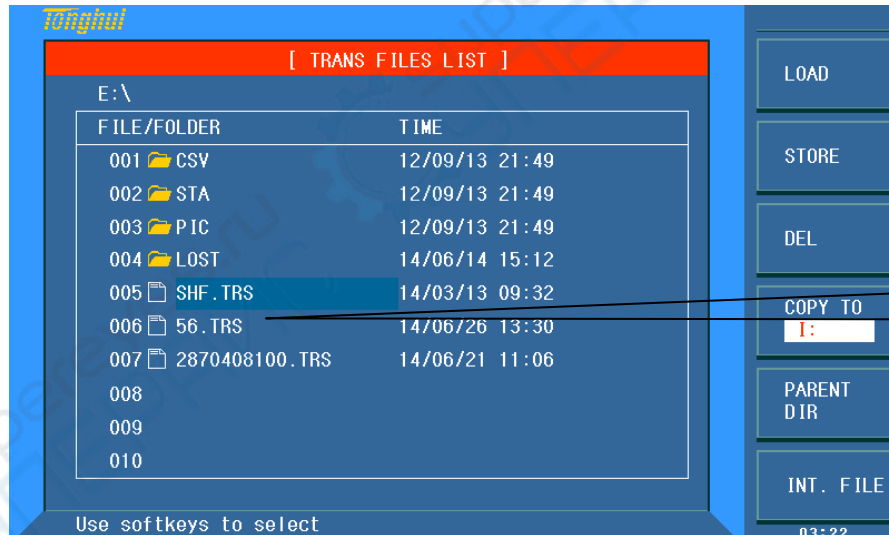 Tonghui
[ TRANS FILES LIST ]
E:\
FILE/FOLDER TIME
001 CSV 12/09/13 21:49
002 STA 12/09/13 21:49
003 PIC 12/09/13 21:49
004 LOST 14/06/14 15:12
005 SHF.TRS 14/03/13 09:32
006 56.TRS 14/06/26 13:30
007 2870408100.TRS 14/06/21 11:06
008
009
010
Use softkeys to select
LOAD
STORE
DEL
COPY TO
I:
PARENT
DIR
INT. FILE
03:22